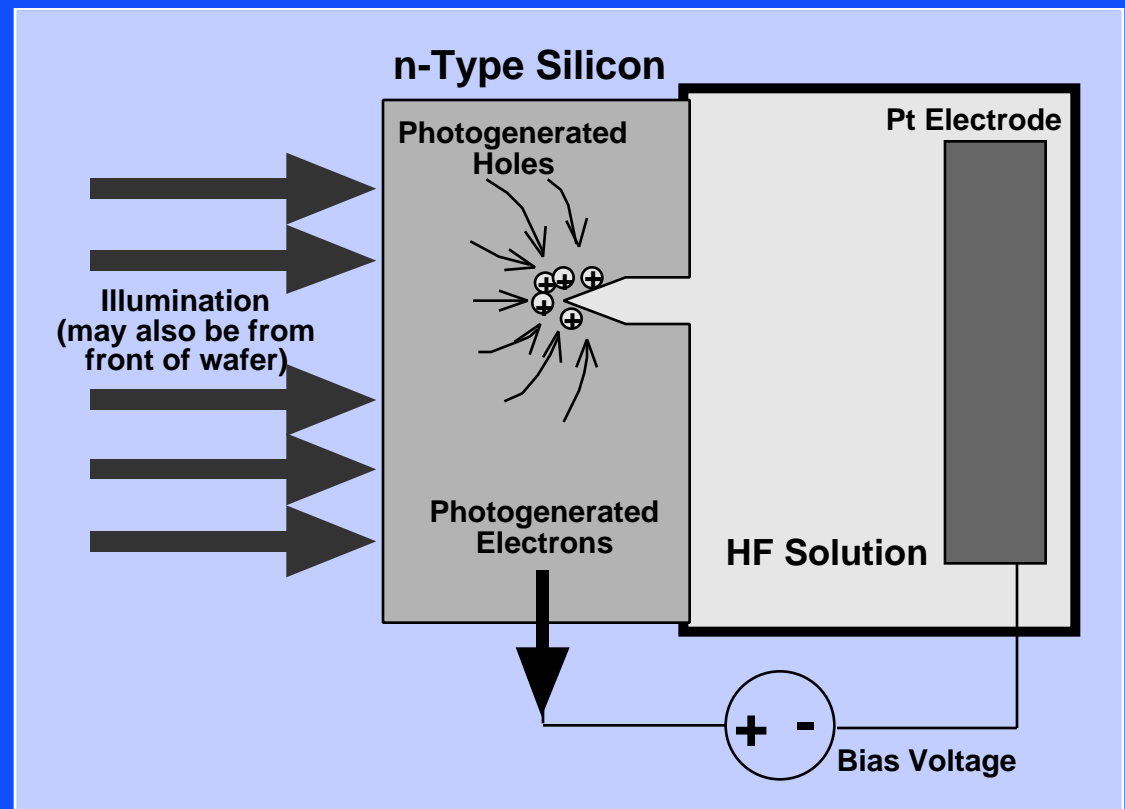 n-Type Silicon
Pt Electrode
Photogenerated
Holes
+ + +
+
+
Illumination
(may also be from
front of wafer)
Photogenerated
Electrons
HF Solution
+ -
Bias Voltage